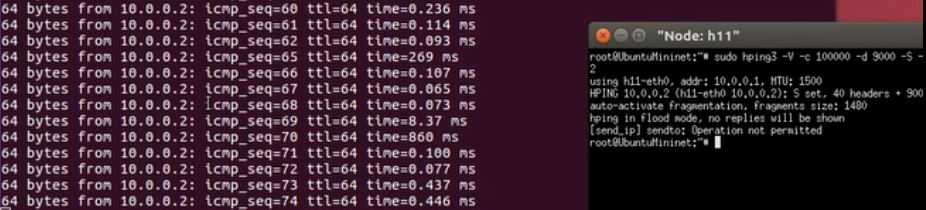 64 bytes from 10.0.0.2: icmp_seq=60 ttl=64 time=0.236 ms
64 bytes from 10.0.0.2: icmp_seq=61 ttl=64 time=0.114 ms
64 bytes from 10.0.0.2: icmp_seq=62 ttl=64 time=0.093 ms
64 bytes from 10.0.0.2: icmp_seq=65 ttl=64 time=269 ms
64 bytes from 10.0.0.2: icmp_seq=66 ttl=64 time=0.107 ms
64 bytes from 10.0.0.2: icmp_seq=67 ttl=64 time=0.065 ms
64 bytes from 10.0.0.2: icmp_seq=68 ttl=64 time=0.073 ms
64 bytes from 10.0.0.2: icmp_seq=69 ttl=64 time=8.37 ms
64 bytes from 10.0.0.2: icmp_seq=70 ttl=64 time=860 ms
64 bytes from 10.0.0.2: icmp_seq=71 ttl=64 time=0.100 ms
64 bytes from 10.0.0.2: icmp_seq=72 ttl=64 time=0.077 ms
64 bytes from 10.0.0.2: icmp_seq=73 ttl=64 time=0.437 ms
64 bytes from 10.0.0.2: icmp_seq=74 ttl=64 time=0.446 ms
"Node: h11"
root@UbuntuMininet:~# sudo hping3 -V -c 100000 -d 9000 -S -
2
using h11-eth0, addr: 10.0.0.1, MTU: 1500
HPING 10.0.0.2 (h11-eth0 10.0.0.2): S set, 40 headers + 900
auto-activate fragmentation, fragments size: 1480
hping in flood mode, no replies will be shown
[send_ip] sendto: Operation not permitted
root@UbuntuMininet:~#